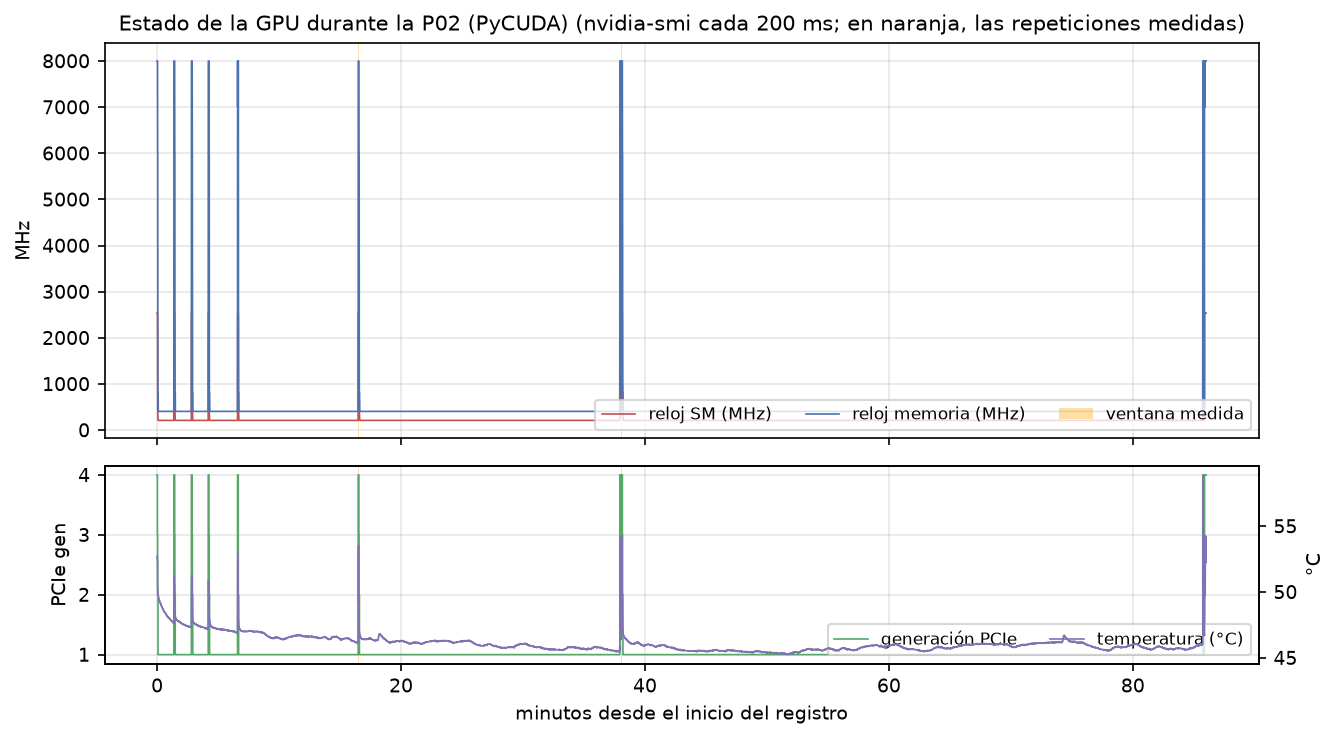 Estado de la GPU durante la P02 (PyCUDA) (nvidia-smi cada 200 ms; en naranja, las repeticiones medidas)
8000
7000
6000
5000
4000
3000
2000
1000
0
MHz
reloj SM (MHz) reloj memoria (MHz) ventana medida
4
3
2
1
PCIe gen
55
50
45
°C
generación PCIe temperatura (°C)
0 20 40 60 80
minutos desde el inicio del registro